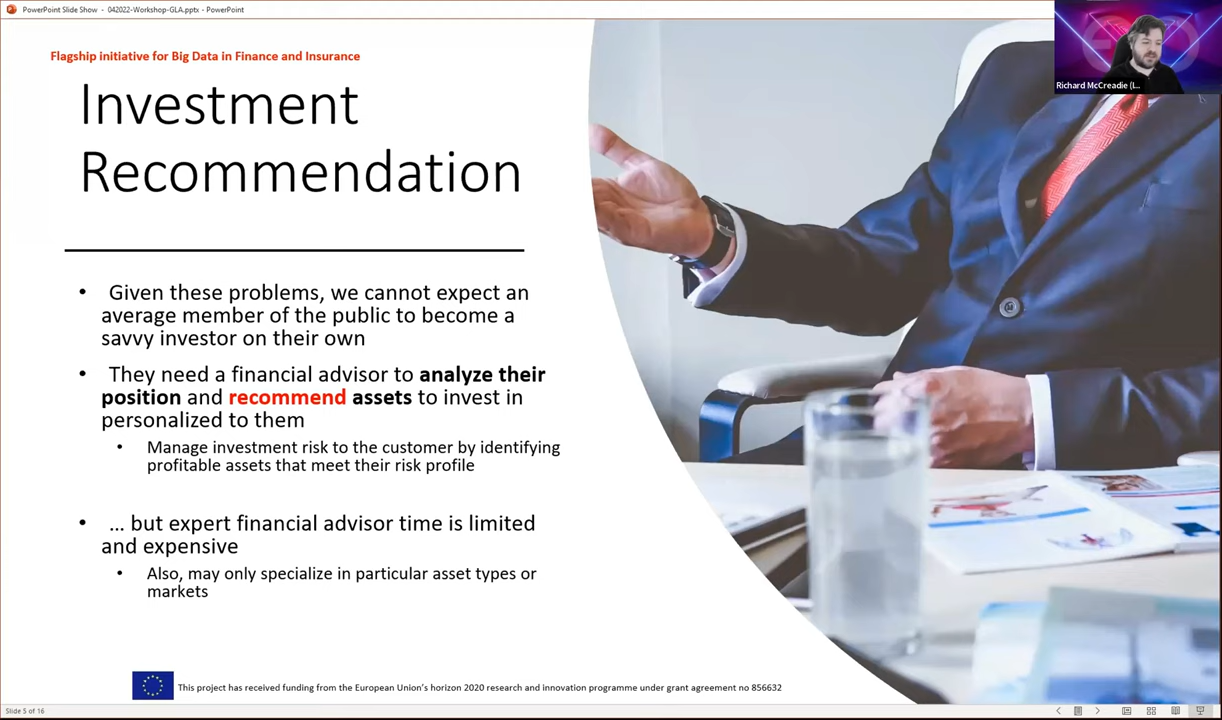 PowerPoint Slide Show - 042022-Workshop-GLA.pptx - PowerPoint
Richard McCreadie (L...
Flagship initiative for Big Data in Finance and Insurance
Investment
Recommendation
• Given these problems, we cannot expect an
average member of the public to become a
savvy investor on their own
• They need a financial advisor to analyze their
position and recommend assets to invest in
personalized to them
• Manage investment risk to the customer by identifying
profitable assets that meet their risk profile
• ... but expert financial advisor time is limited
and expensive
• Also, may only specialize in particular asset types or
markets
This project has received funding from the European Union's horizon 2020 research and innovation programme under grant agreement no 856632
Slide 5 of 16